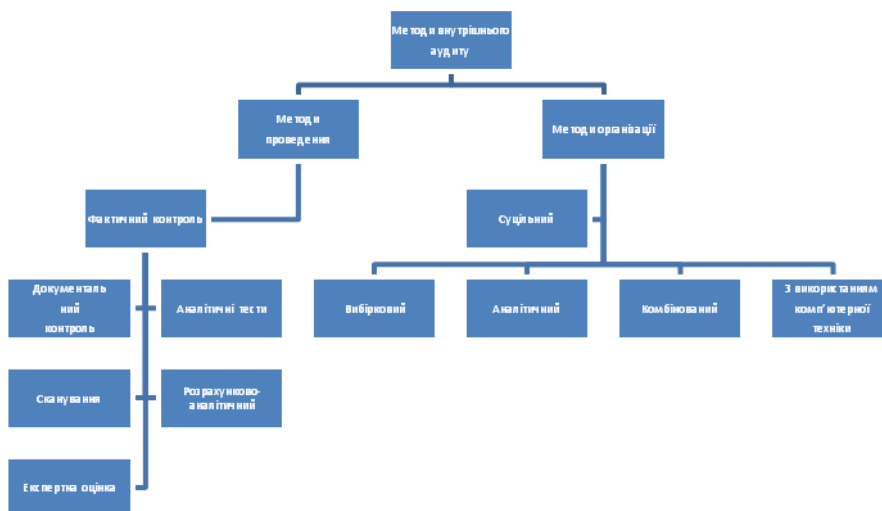 Методи внутрішнього
аудиту
Методи
проведення
Методи організації
Фактичний контроль
Суцільний
Документаль
ний
контроль
Аналітичні тести
Вибірковий
Аналітичний
Комбінований
З використанням
комп'ютерної
техніки
Сканування
Розрахунково-
аналітичний
Експертна оцінка